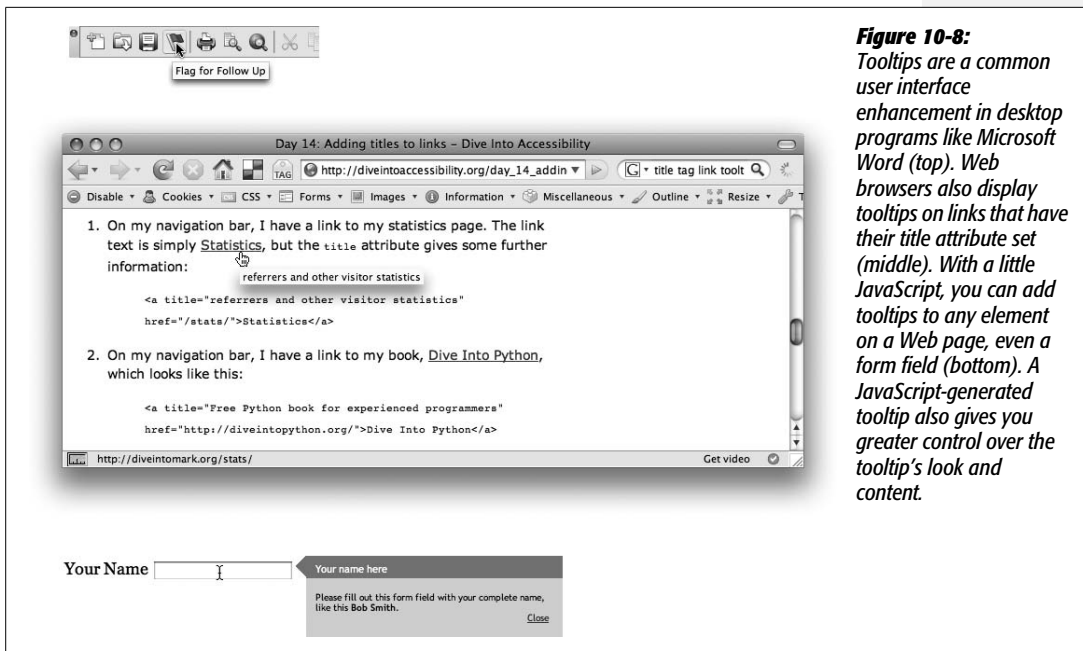 Flag for Follow Up
Day 14: Adding titles to links – Dive Into Accessibility
TAG http://diveintoaccessibility.org/day_14_addin G title tag link toolt
Disable Cookies CSS Forms Images Information Miscellaneous Outline Resize T
1. On my navigation bar, I have a link to my statistics page. The link
text is simply Statistics, but the title attribute gives some further
information:
referrers and other visitor statistics
<a title="referrers and other visitor statistics"
href="/stats/">Statistics</a>
2. On my navigation bar, I have a link to my book, Dive Into Python,
which looks like this:
<a title="Free Python book for experienced programmers"
href="http://diveintopython.org/">Dive Into Python</a>
http://diveintomark.org/stats/ Get video
Your Name
Your name here
Please fill out this form field with your complete name,
like this Bob Smith.
Close
Figure 10-8:
Tooltips are a common
user interface
enhancement in desktop
programs like Microsoft
Word (top). Web
browsers also display
tooltips on links that have
their title attribute set
(middle). With a little
JavaScript, you can add
tooltips to any element
on a Web page, even a
form field (bottom). A
JavaScript-generated
tooltip also gives you
greater control over the
tooltip's look and
content.